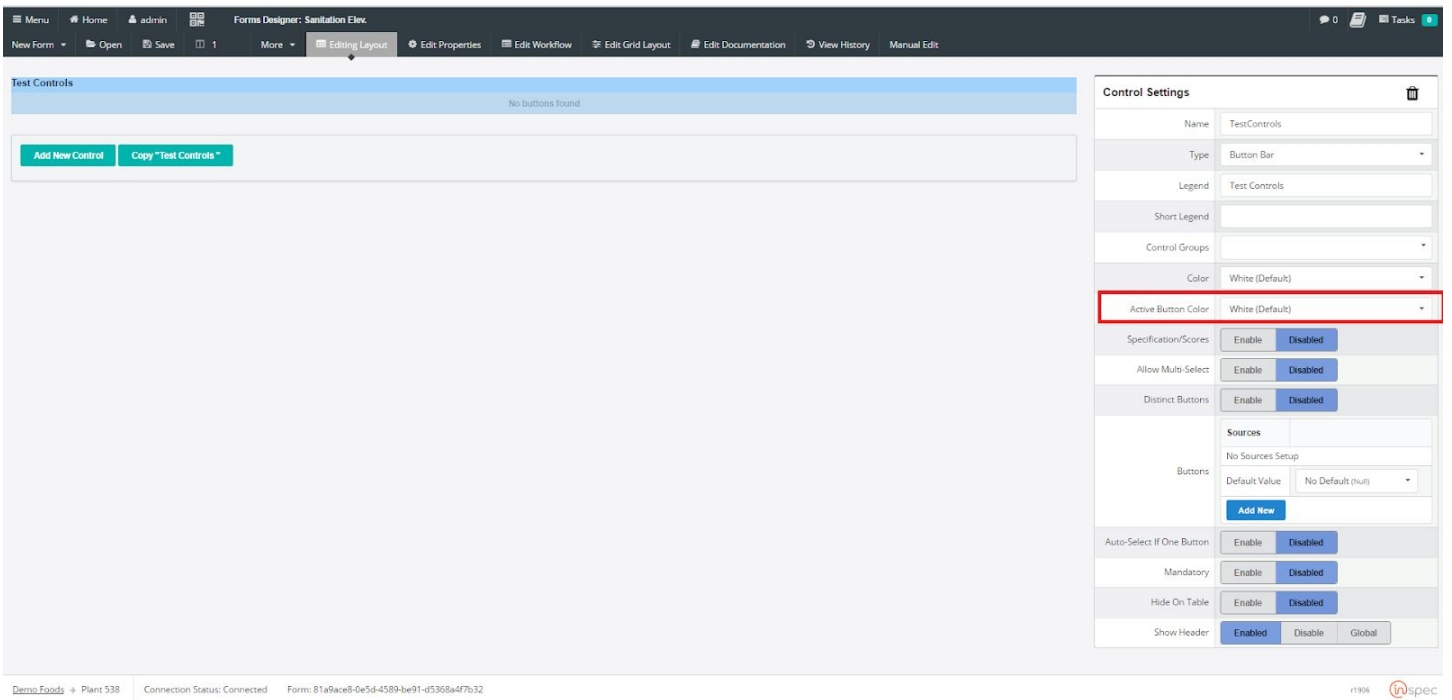 Menu Home admin Forms Designer: Sanitation Elev. 0 Tasks 0
New Form Open Save 1 More Editing Layout Edit Properties Edit Workflow Edit Grid Layout Edit Documentation View History Manual Edit
Test Controls
No buttons found
Add New Control Copy "Test Controls "
Control Settings
Name TestControls
Type Button Bar
Legend Test Controls
Short Legend
Control Groups
Color White (Default)
Active Button Color White (Default)
Specification/Scores Enable Disabled
Allow Multi-Select Enable Disabled
Distinct Buttons Enable Disabled
Sources
No Sources Setup
Buttons
Default Value No Default (Null)
Add New
Auto-Select If One Button Enable Disabled
Mandatory Enable Disabled
Hide On Table Enable Disabled
Show Header Enabled Disable Global
Demo Foods → Plant 538 Connection Status: Connected Form: 81a9ace8-0e5d-4589-be91-d5368a4f7b32 r1906 inspec